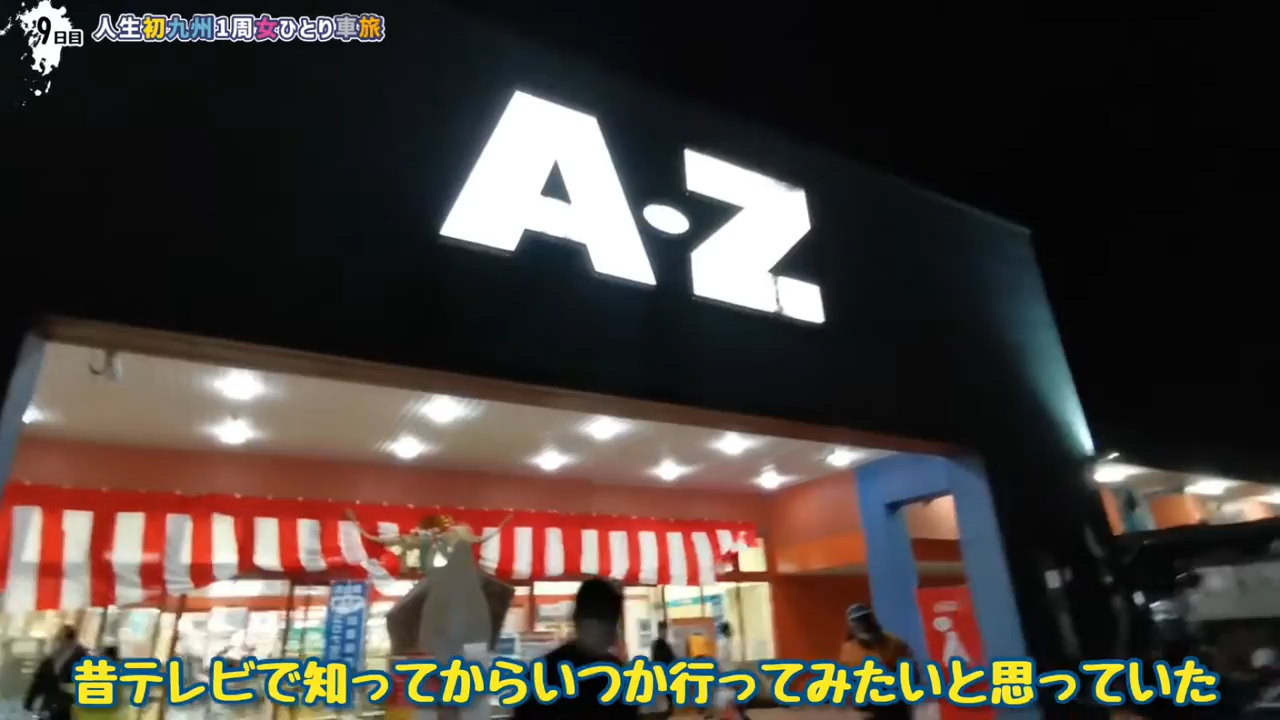 9日目
人生初九州1周女ひとり車旅
A・Z
昔テレビで知ってからいつか行ってみたいと思っていた